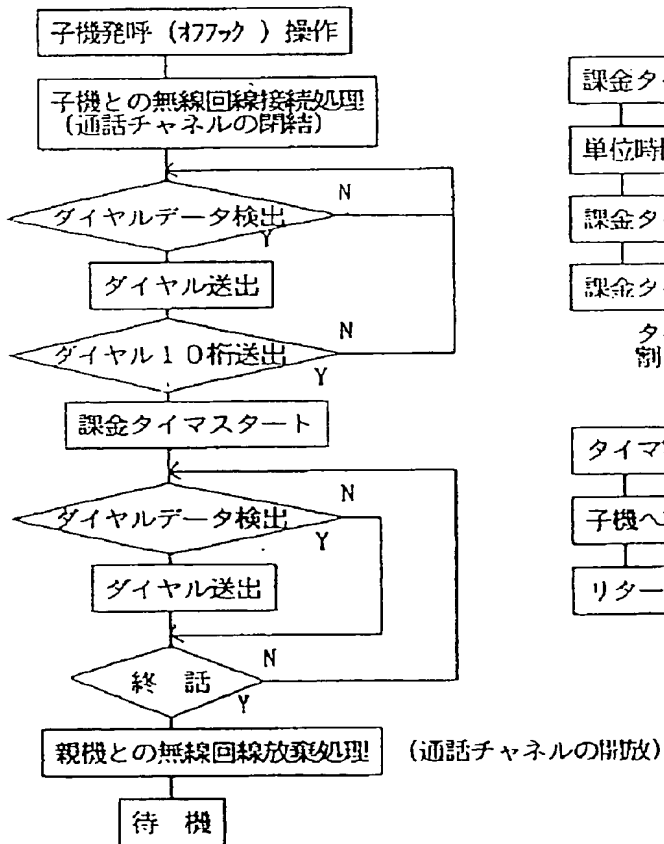 子機発呼（ｵﾌﾌｯｸ）操作
子機との無線回線接続処理
（通話チャネルの閉結）
N
ダイヤルデータ検出
Y
ダイヤル送出
N
ダイヤル１０桁送出
Y
課金タイマスタート
N
ダイヤルデータ検出
Y
ダイヤル送出
N
終 話
Y
親機との無線回線放棄処理 （通話チャネルの開放）
待 機
課金タイ
単位時
課金タ
課金タイ
タ
割
タイマ
子機へ
リター